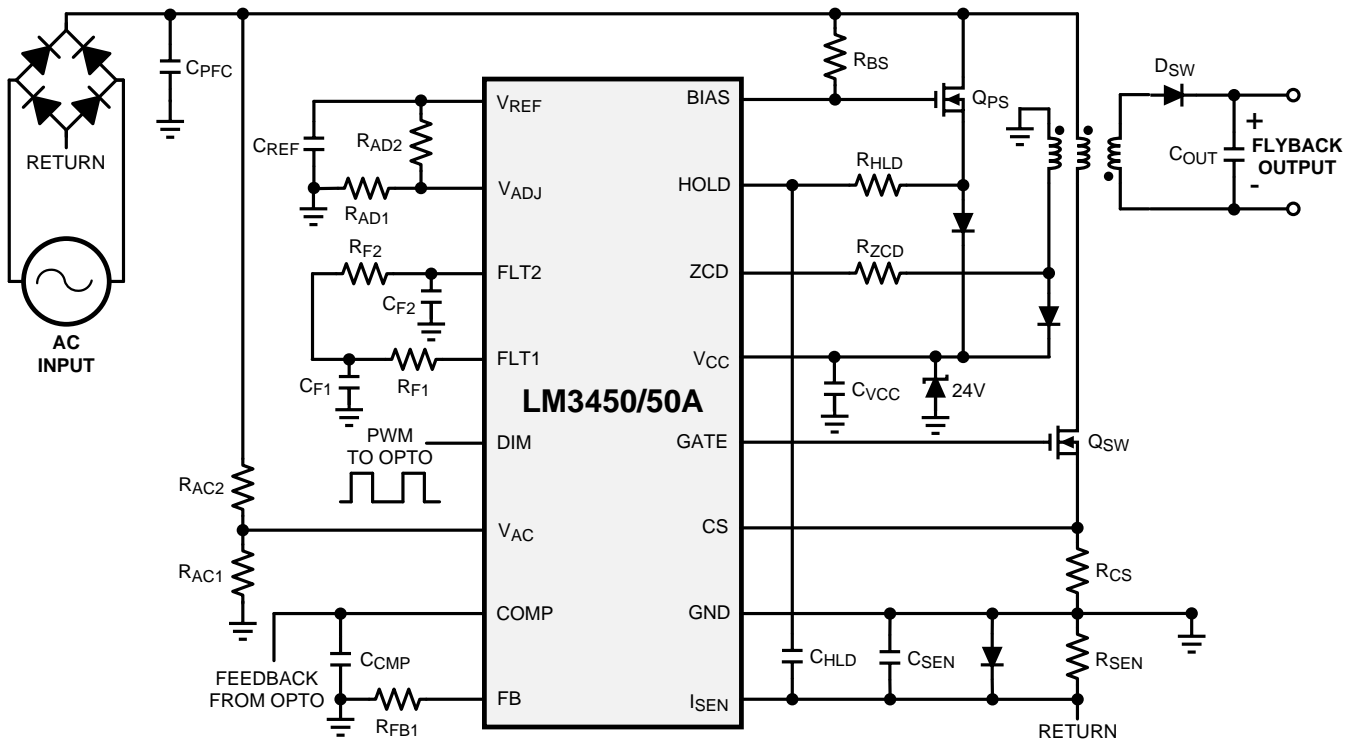 CPFC
RETURN
AC
INPUT
RAC2
RAC1
CREF
RAD2
RAD1
RF2
CF2
CF1
RF1
PWM
TO OPTO
FEEDBACK
FROM OPTO
CCMP
RFB1
VREF
VADJ
FLT2
FLT1
DIM
VAC
COMP
FB
LM3450/50A
BIAS
HOLD
ZCD
VCC
GATE
CS
GND
ISEN
RBS
QPS
RHLD
RZCD
CVCC
24V
QSW
RCS
CHLD
CSEN
RSEN
RETURN
DSW
COUT
+
FLYBACK
OUTPUT
-